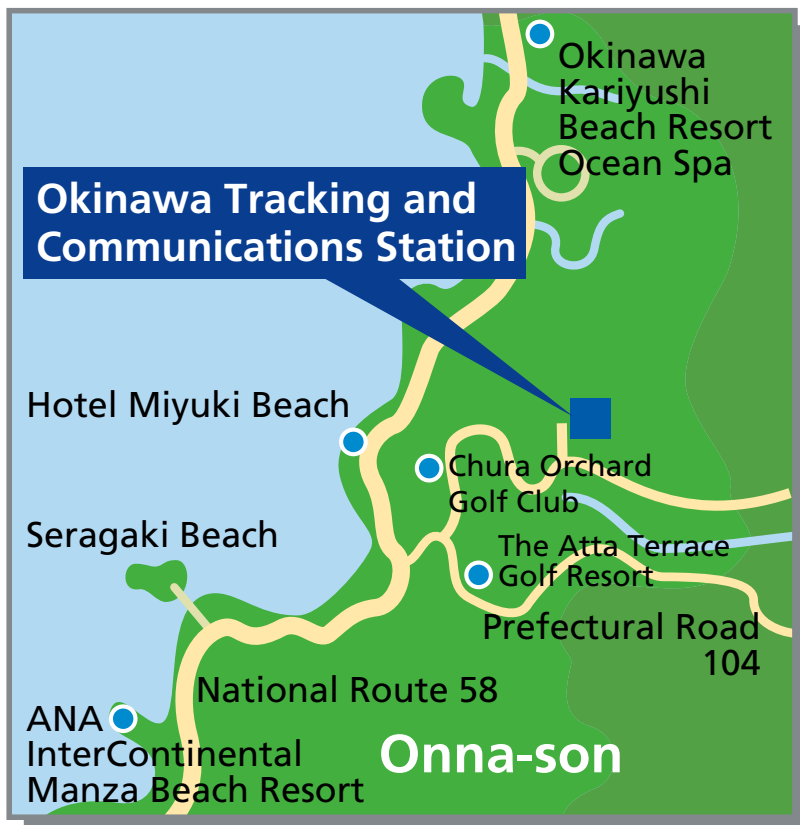 Okinawa
Kariyushi
Beach Resort
Ocean Spa
Okinawa Tracking and
Communications Station
Hotel Miyuki Beach
Chura Orchard
Golf Club
Seragaki Beach
The Atta Terrace
Golf Resort
Prefectural Road
104
National Route 58
ANA
InterContinental
Manza Beach Resort
Onna-son